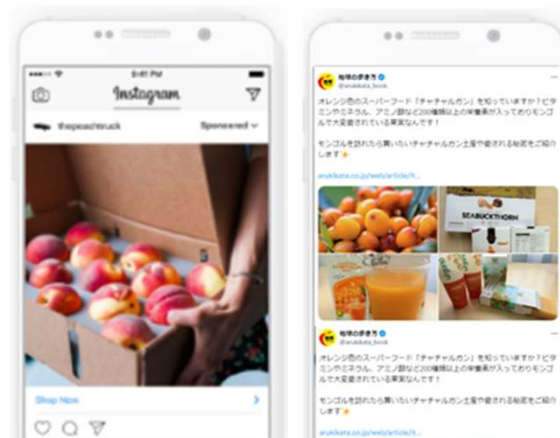 9:41 PM
Instagram
thepeachtruck
Sponsored
Shop Now
地球の歩き方
@arukikata_book
オレンジ色のスーパーフード「チャチャルガン」を知っていますか？ビタ
ミンやミネラル、アミノ酸など200種類以上の栄養素が入っておりモンゴ
ルで大変愛されている果実なんです！
モンゴルを訪れたら買いたいチャチャルガン土産や愛される秘密をご紹介
します
arukikata.co.jp/web/article/it...
SEABUCKTHORN
地球の歩き方
@arukikata_book
オレンジ色のスーパーフード「チャチャルガン」を知っていますか？ビタ
ミンやミネラル、アミノ酸など200種類以上の栄養素が入っておりモンゴ
ルで大変愛されている果実なんです！
モンゴルを訪れたら買いたいチャチャルガン土産や愛される秘密をご紹介
します
arukikata.co.jp/web/article/it...